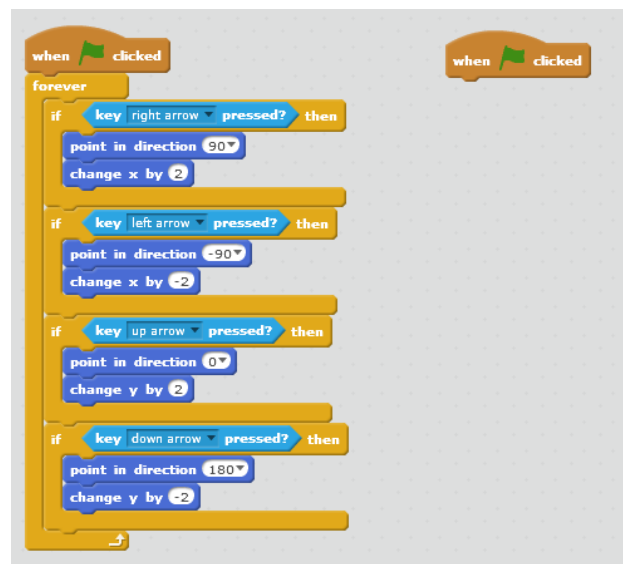 when clicked
forever
if key right arrow pressed? then
point in direction 90
change x by 2
if key left arrow pressed? then
point in direction -90
change x by -2
if key up arrow pressed? then
point in direction 0
change y by 2
if key down arrow pressed? then
point in direction 180
change y by -2
when clicked